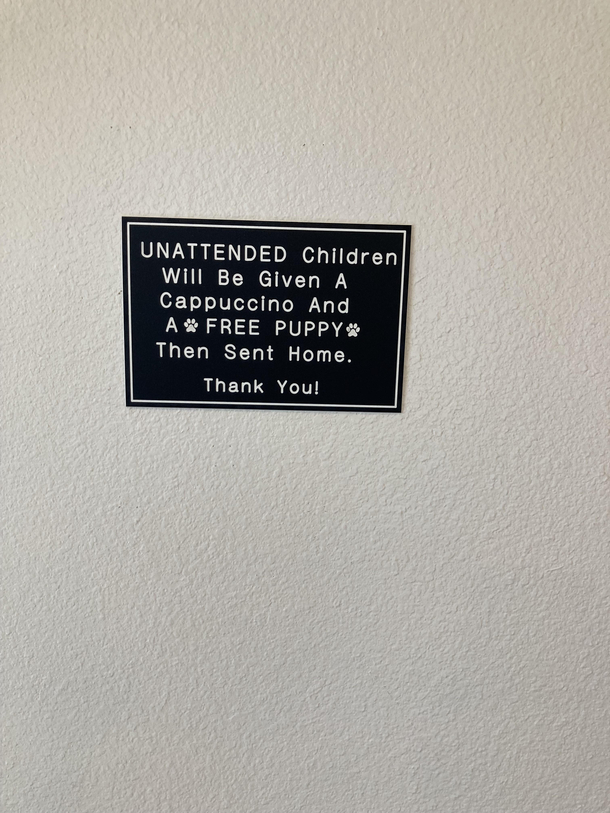 UNATTENDED Children
Will Be Given A
Cappuccino And
A 🐾 FREE PUPPY 🐾
Then Sent Home.
Thank You!